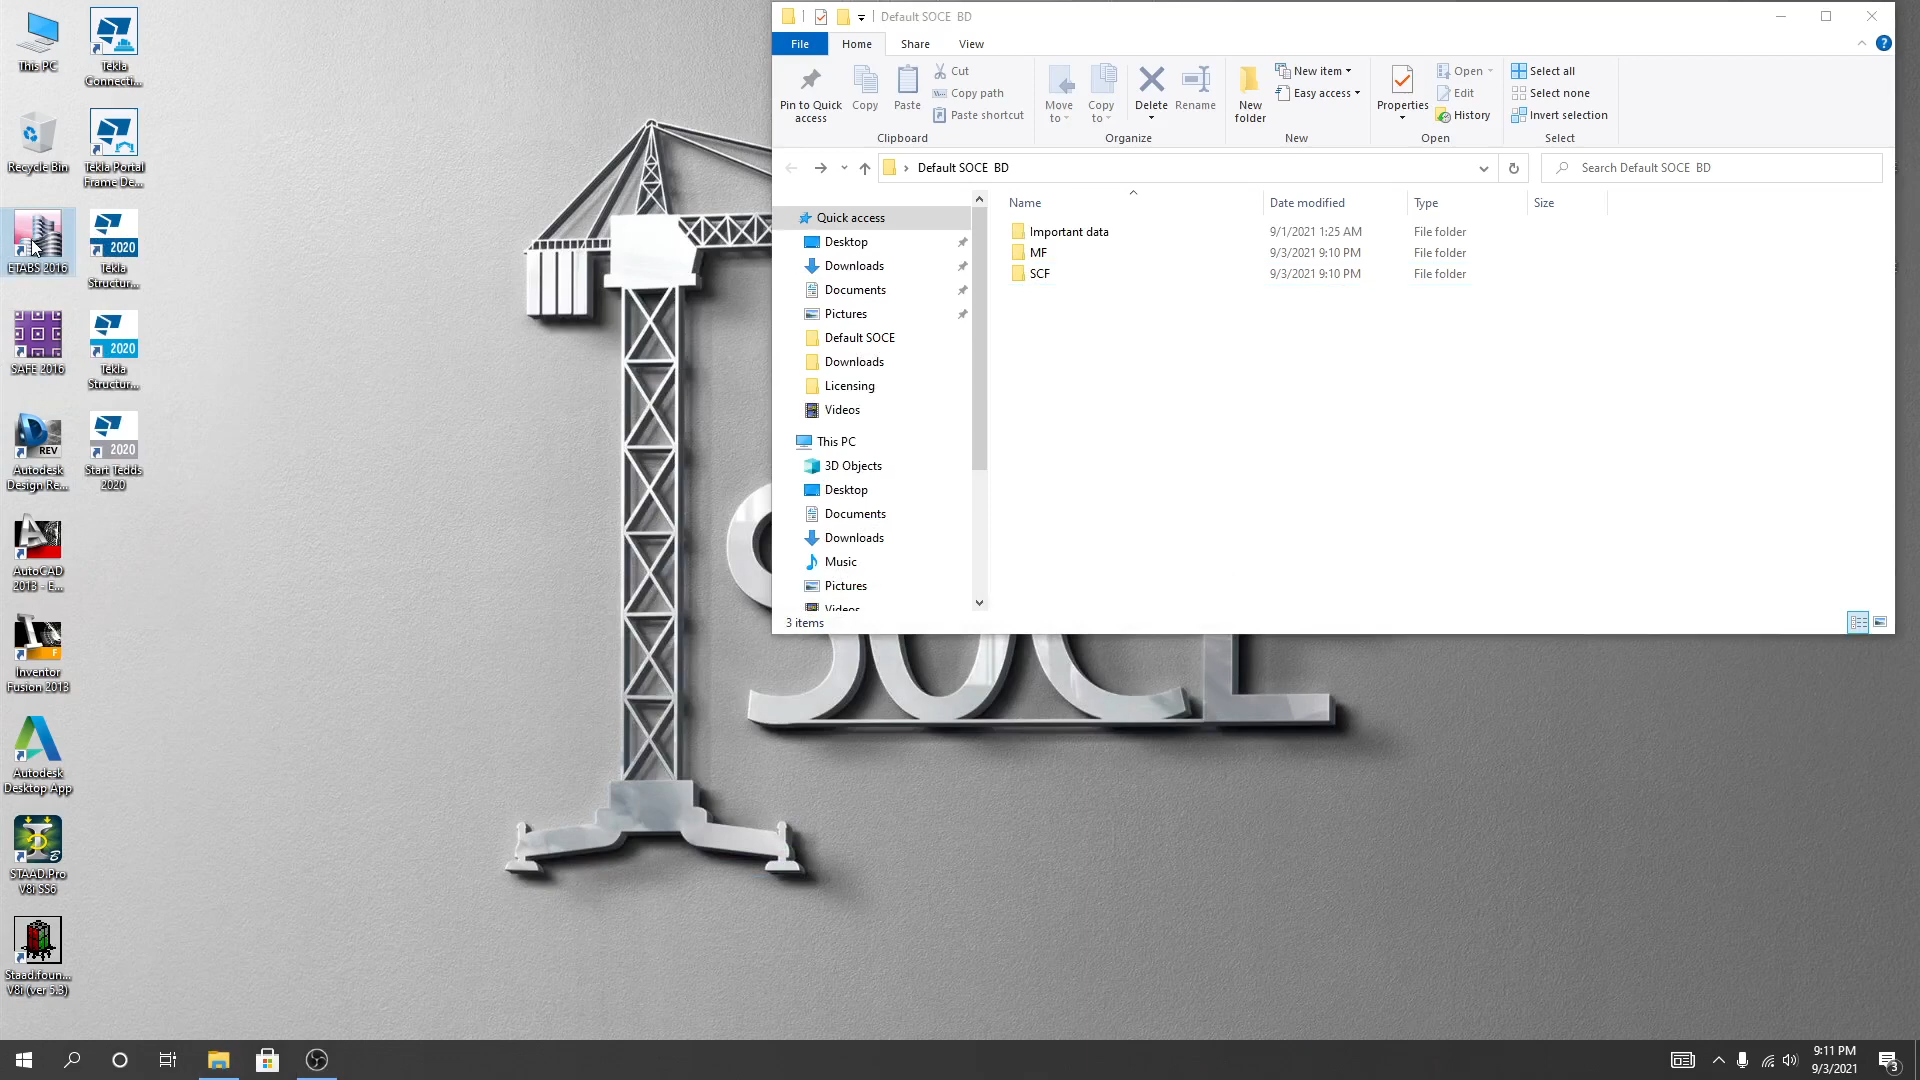 This PC
Tekla
Connecti...
Recycle Bin
Tekla Portal
Frame De...
ETABS 2016
2020
Tekla
Structur...
SAFE 2016
2020
Tekla
Structur...
REV
Autodesk
Design Re...
2020
Start Tedds
2020
AutoCAD
2013 - E...
Inventor
Fusion 2013
Autodesk
Desktop App
STAAD.Pro
V8i SS6
Staad.foun...
V8i (ver 5.3)
Default SOCE BD
File
Home
Share
View
Pin to Quick
access
Copy
Paste
Cut
Copy path
Paste shortcut
Clipboard
Move
to
Copy
to
Delete
Rename
Organize
New
folder
New item
Easy access
New
Properties
Open
Edit
History
Open
Select all
Select none
Invert selection
Select
Default SOCE BD
Search Default SOCE BD
Name
Date modified
Type
Size
Important data 9/1/2021 1:25 AM File folder
MF 9/3/2021 9:10 PM File folder
SCF 9/3/2021 9:10 PM File folder
Quick access
Desktop
Downloads
Documents
Pictures
Default SOCE
Downloads
Licensing
Videos
This PC
3D Objects
Desktop
Documents
Downloads
Music
Pictures
Videos
3 items
SOCE
9:11 PM
9/3/2021
3